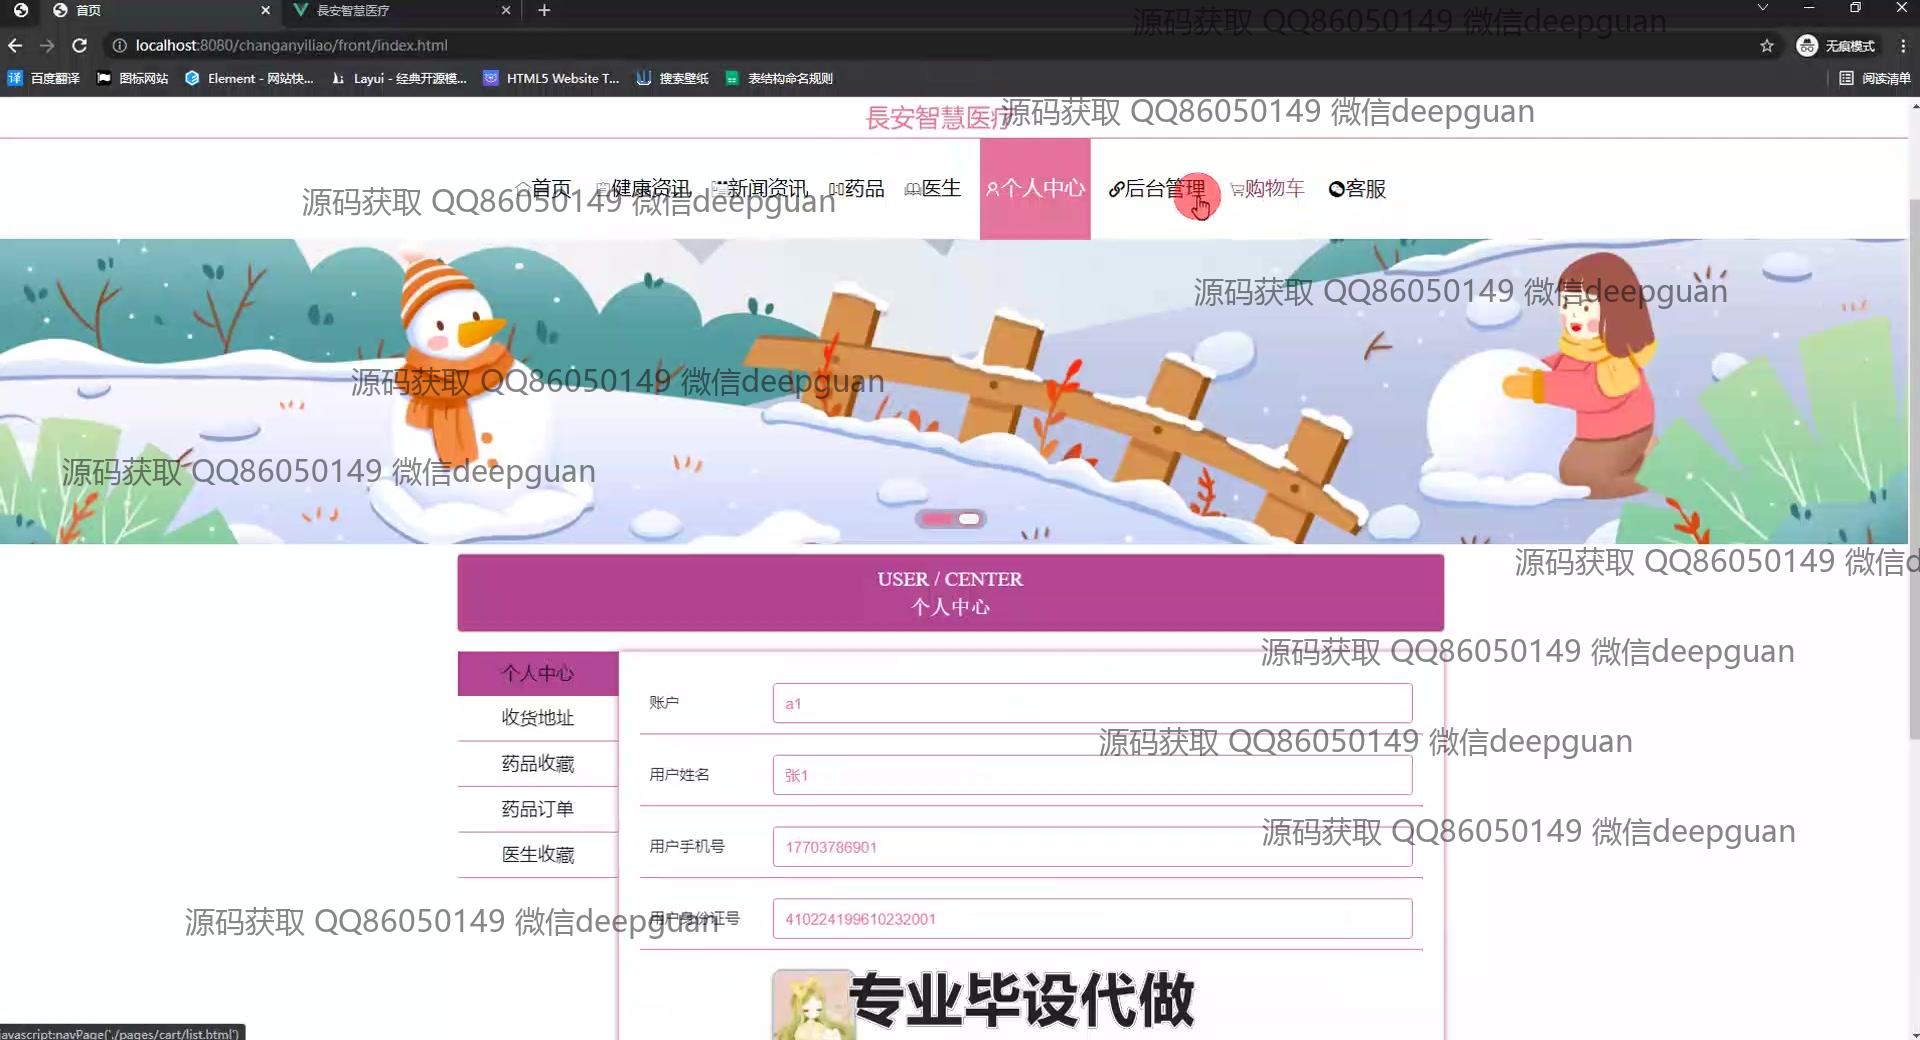 首页
長安智慧医疗
源码获取 QQ86050149 微信deepguan
localhost:8080/changanyiliao/front/index.html
无痕模式
百度翻译
图标网站
Element - 网站快...
Layui - 经典开源模...
HTML5 Website T...
搜索壁纸
表结构命名规则
阅读清单
長安智慧医疗
源码获取 QQ86050149 微信deepguan
首页
健康资讯
新闻资讯
药品
医生
个人中心
后台管理
购物车
客服
源码获取 QQ86050149 微信deepguan
源码获取 QQ86050149 微信deepguan
源码获取 QQ86050149 微信deepguan
源码获取 QQ86050149 微信deepguan
源码获取 QQ86050149 微信d
USER / CENTER
个人中心
源码获取 QQ86050149 微信deepguan
个人中心
收货地址
药品收藏
药品订单
医生收藏
账户
a1
源码获取 QQ86050149 微信deepguan
用户姓名
张1
源码获取 QQ86050149 微信deepguan
用户手机号
17703786901
源码获取 QQ86050149 微信deepguan
用户身份证号
410224199610232001
专业毕设代做
javascript:navPage('./pages/cart/list.html')